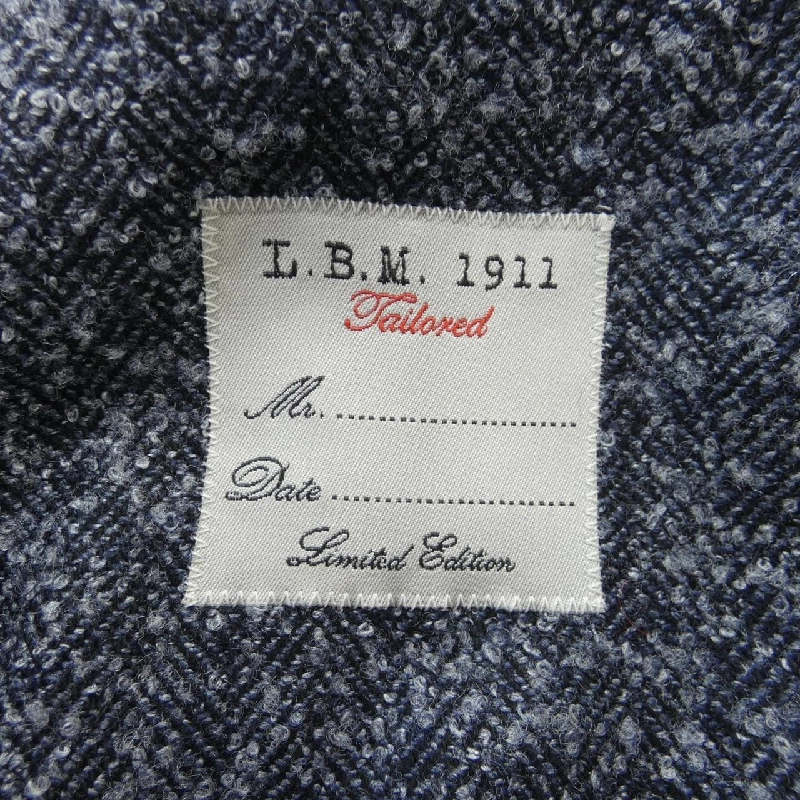 L.B.M. 1911
Tailored
Mr. ........................
Date ........................
Limited Edition